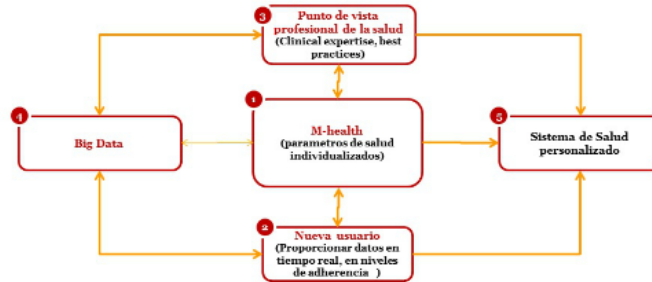 3
Punto de vista
profesional de la salud
(Clinical expertise, best
practices)
4
Big Data
1
M-health
(parametros de salud
individualizados)
5
Sistema de Salud
personalizado
2
Nueva usuario
(Proporcionar datos en
tiempo real, en niveles
de adherencia )